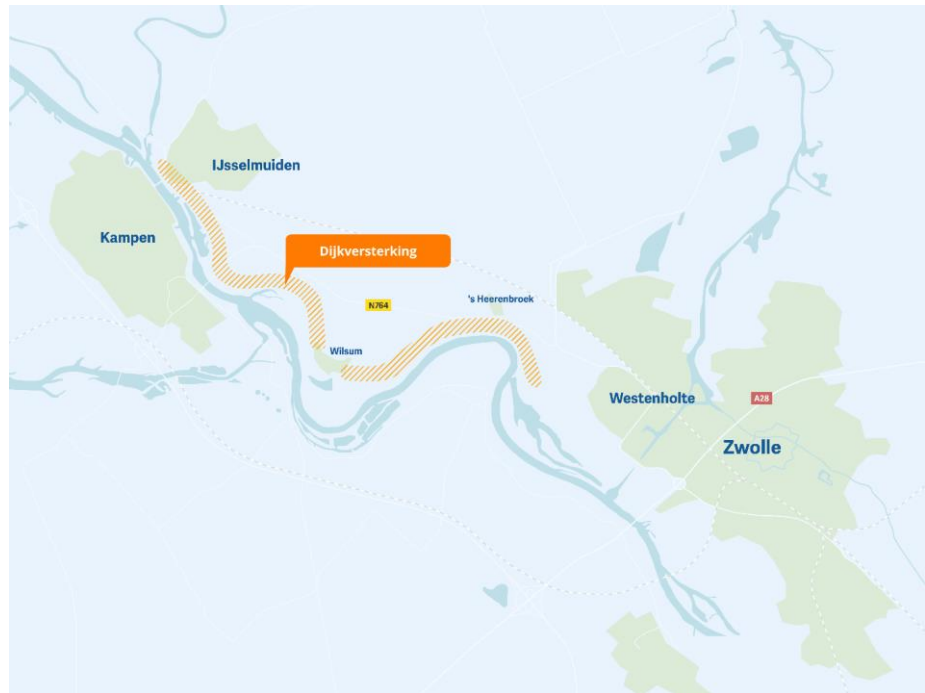 IJsselmuiden
Kampen
Dijkversterking
N764
's Heerenbroek
Wilsum
Westenholte
A28
Zwolle